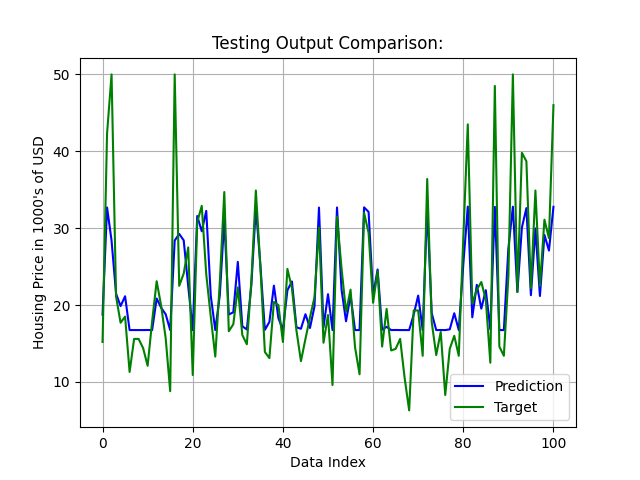 Testing Output Comparison:
50
40
30
20
10
Housing Price in 1000's of USD
0
20
40
60
80
100
Data Index
Prediction
Target